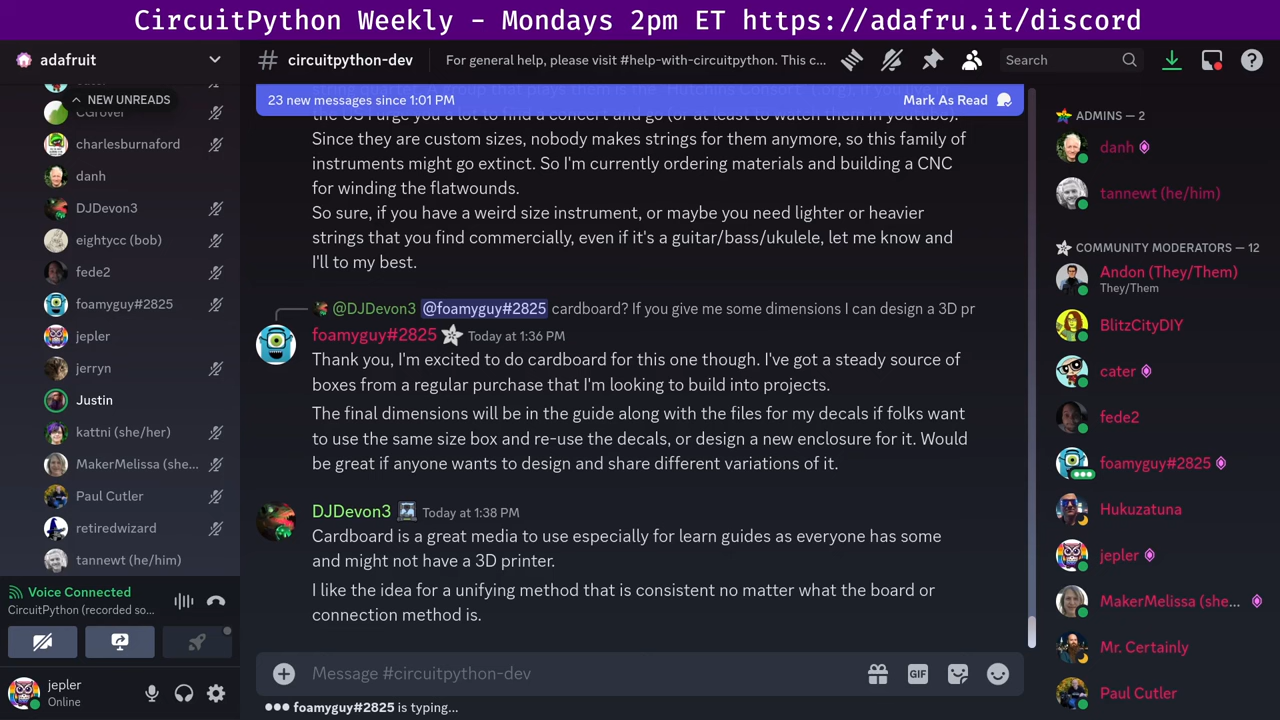 CircuitPython Weekly - Mondays 2pm ET https://adafru.it/discord
adafruit
NEW UNREADS
CGrover
charlesburnaford
danh
DJDevon3
eightycc (bob)
fede2
foamyguy#2825
jepler
jerryn
Justin
kattni (she/her)
MakerMelissa (she...
Paul Cutler
retiredwizard
tannewt (he/him)
Voice Connected
CircuitPython (recorded so...
jepler
Online
# circuitpython-dev
For general help, please visit #help-with-circuitpython. This c...
Search
23 new messages since 1:01 PM
Mark As Read
Since they are custom sizes, nobody makes strings for them anymore, so this family of
instruments might go extinct. So I'm currently ordering materials and building a CNC
for winding the flatwounds.
So sure, if you have a weird size instrument, or maybe you need lighter or heavier
strings that you find commercially, even if it's a guitar/bass/ukulele, let me know and
I'll to my best.
@DJDevon3 @foamyguy#2825 cardboard? If you give me some dimensions I can design a 3D pr
foamyguy#2825 Today at 1:36 PM
Thank you, I'm excited to do cardboard for this one though. I've got a steady source of
boxes from a regular purchase that I'm looking to build into projects.
The final dimensions will be in the guide along with the files for my decals if folks want
to use the same size box and re-use the decals, or design a new enclosure for it. Would
be great if anyone wants to design and share different variations of it.
DJDevon3 Today at 1:38 PM
Cardboard is a great media to use especially for learn guides as everyone has some
and might not have a 3D printer.
I like the idea for a unifying method that is consistent no matter what the board or
connection method is.
Message #circuitpython-dev
GIF
foamyguy#2825 is typing...
ADMINS — 2
danh
tannewt (he/him)
COMMUNITY MODERATORS — 12
Andon (They/Them)
They/Them
BlitzCityDIY
cater
fede2
foamyguy#2825
Hukuzatuna
jepler
MakerMelissa (she...
Mr. Certainly
Paul Cutler